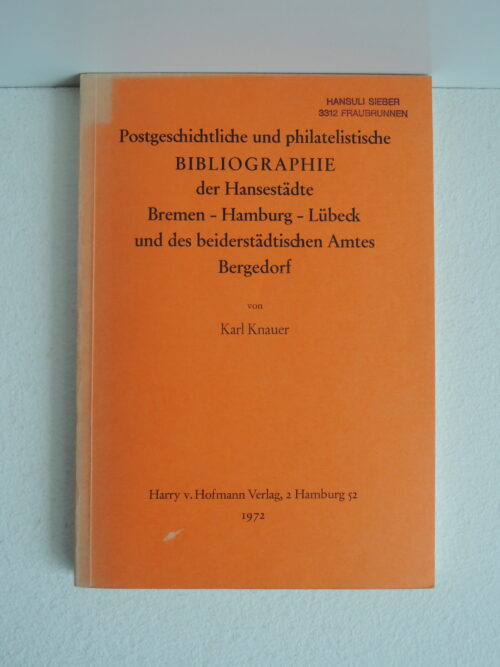 HANSULI SIEBER
3312 FRAUBRUNNEN
Postgeschichtliche und philatelistische
BIBLIOGRAPHIE
der Hansestädte
Bremen - Hamburg - Lübeck
und des beiderstädtischen Amtes
Bergedorf
von
Karl Knauer
Harry v. Hofmann Verlag, 2 Hamburg 52
1972